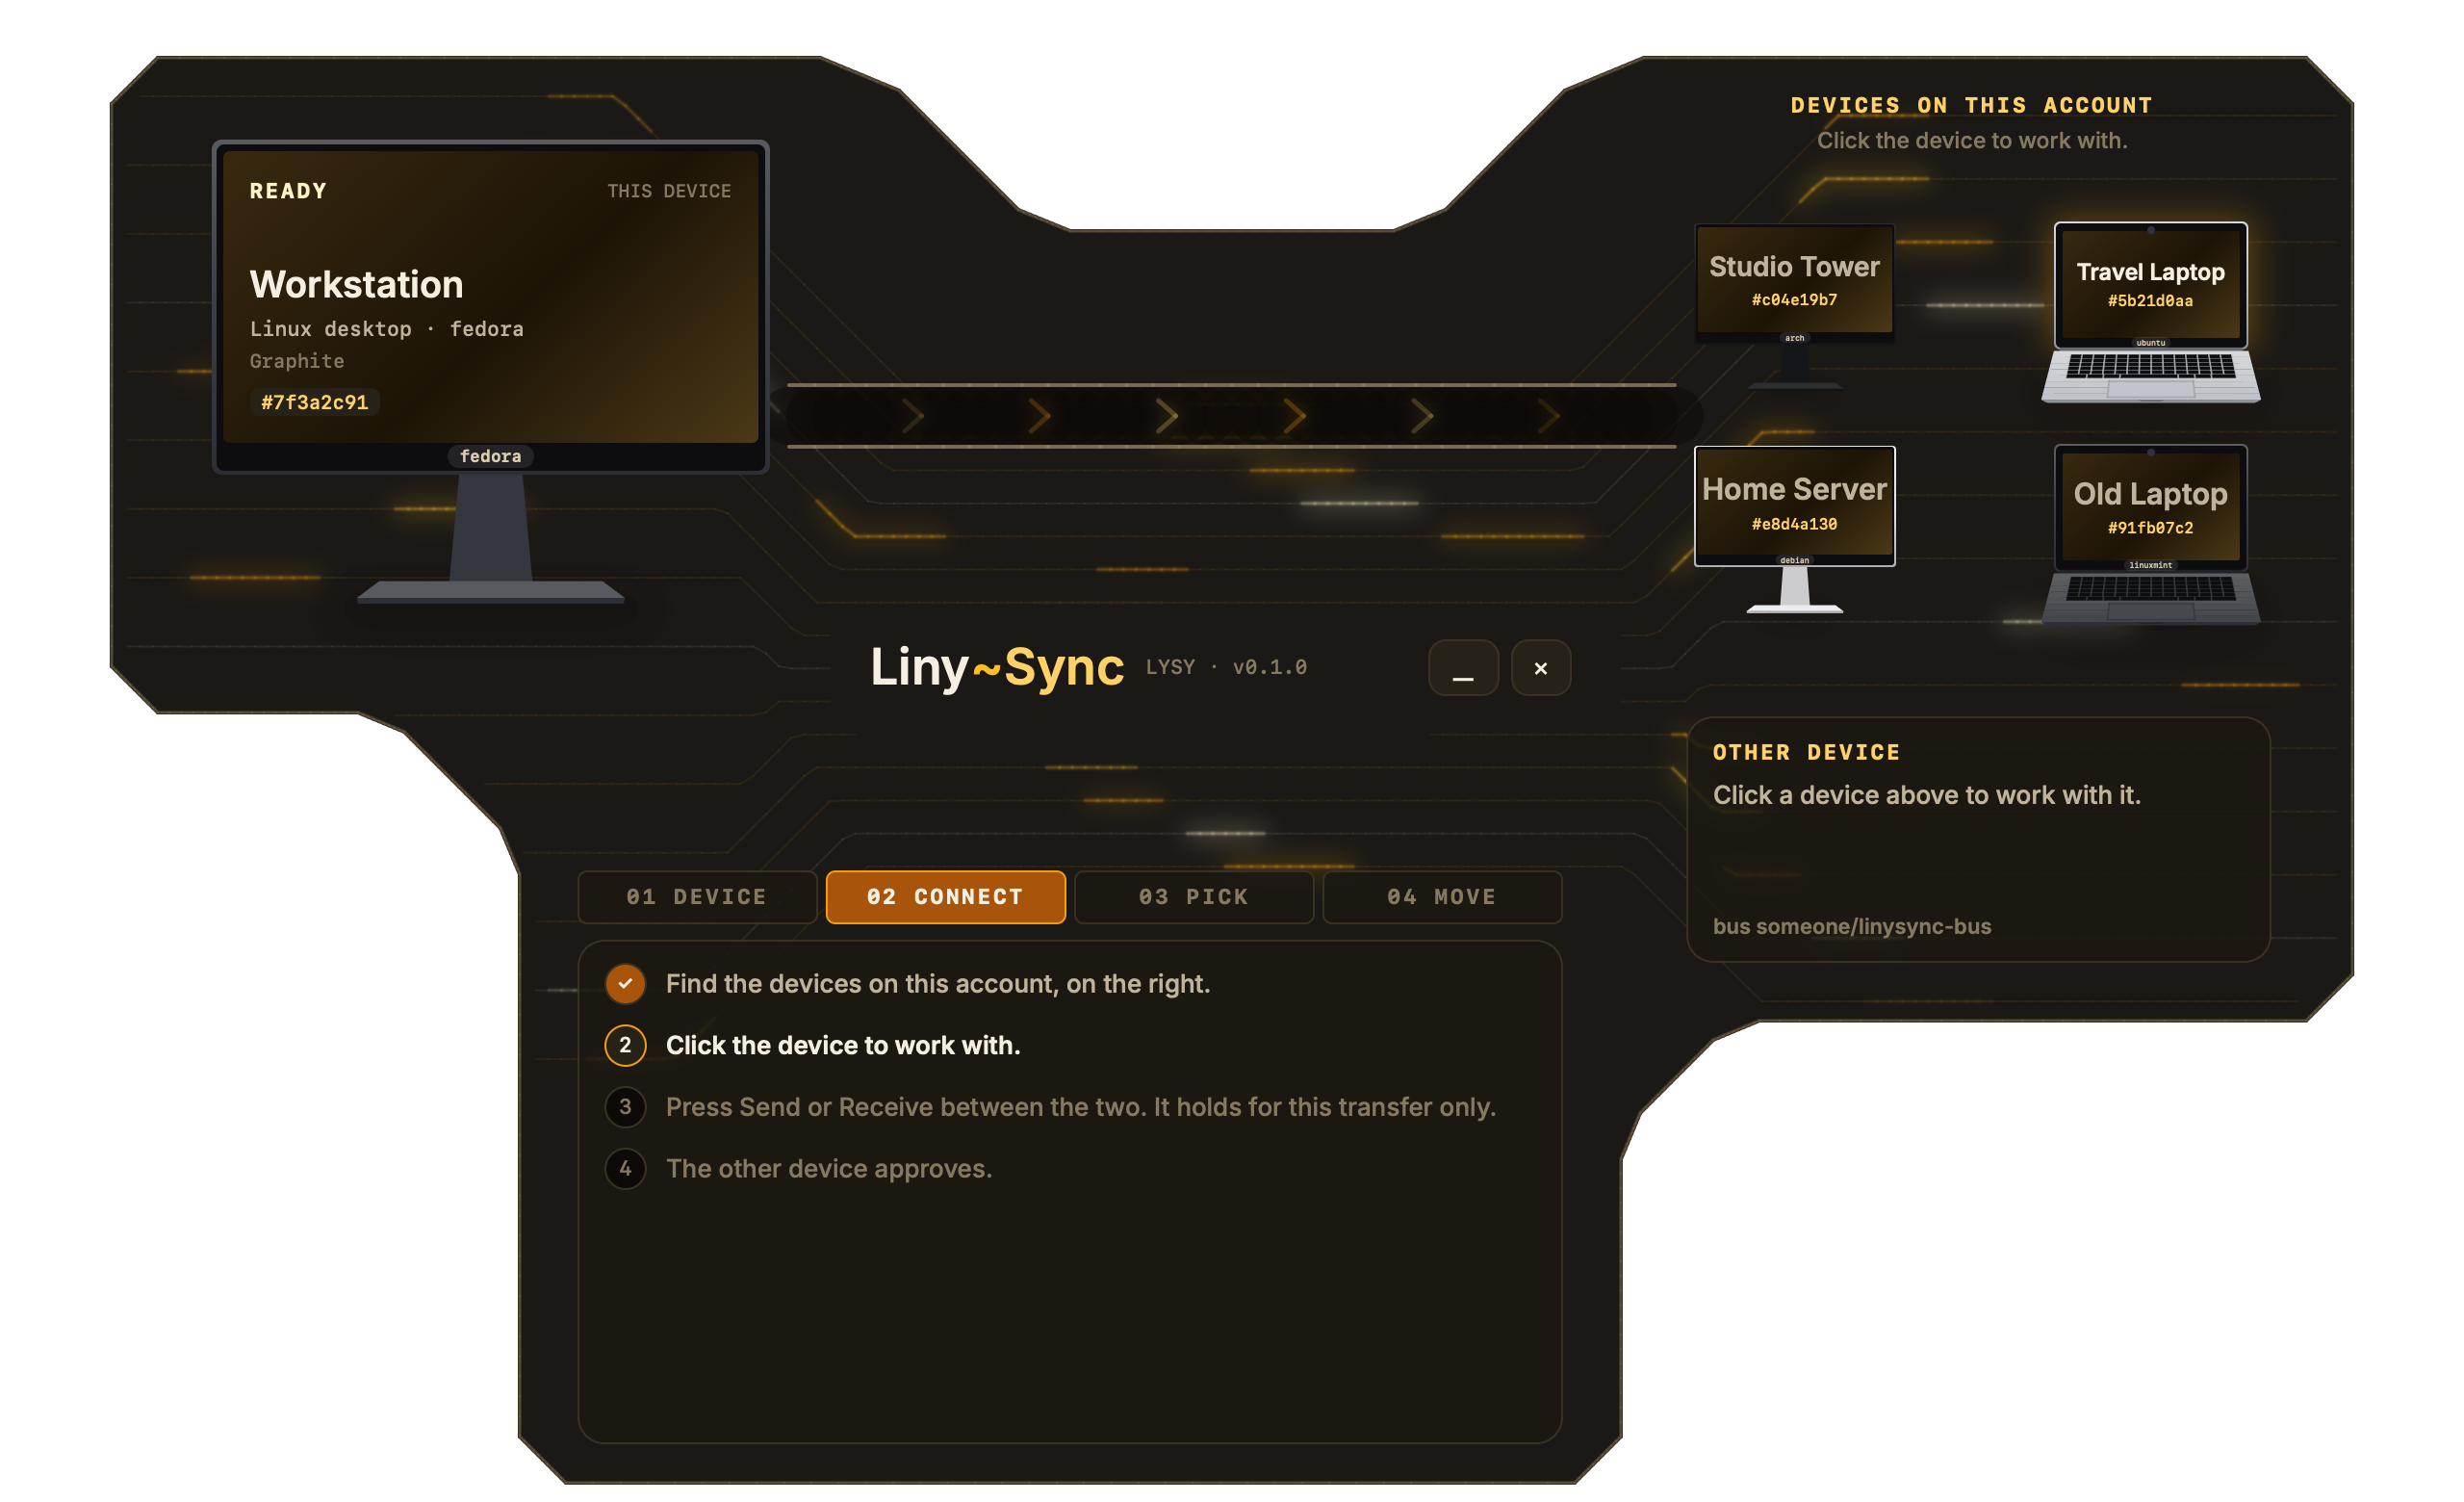 READY
THIS DEVICE
Workstation
Linux desktop · fedora
Graphite
#7f3a2c91
fedora
DEVICES ON THIS ACCOUNT
Click the device to work with.
Studio Tower
#c04e19b7
arch
Travel Laptop
#5b21d0aa
ubuntu
Home Server
#e8d4a130
debian
Old Laptop
#91fb07c2
linuxmint
Liny~Sync LYSY · v0.1.0
_ ×
OTHER DEVICE
Click a device above to work with it.
bus someone/linysync-bus
01 DEVICE
02 CONNECT
03 PICK
04 MOVE
Find the devices on this account, on the right.
2 Click the device to work with.
3 Press Send or Receive between the two. It holds for this transfer only.
4 The other device approves.